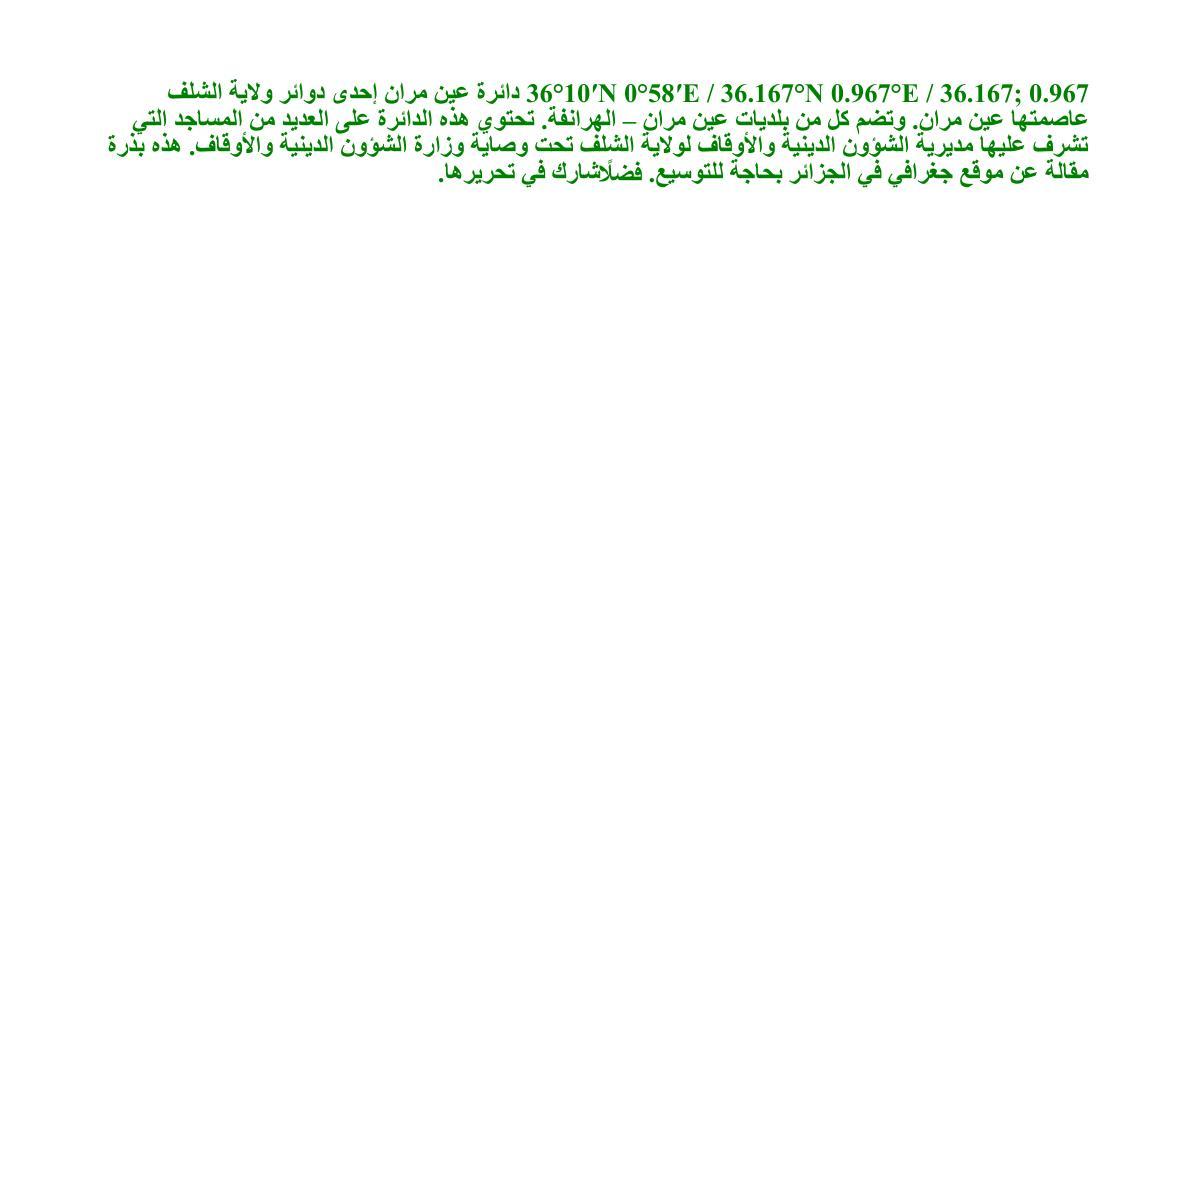 36°10′N 0°58′E / 36.167°N 0.967°E / 36.167; 0.967 دائرة عين مران إحدى دوائر ولاية الشلف
عاصمتها عين مران. وتضم كل من بلديات عين مران – الهرانفة. تحتوي هذه الدائرة على العديد من المساجد التي
تشرف عليها مديرية الشؤون الدينية والأوقاف لولاية الشلف تحت وصاية وزارة الشؤون الدينية والأوقاف. هذه بذرة
مقالة عن موقع جغرافي في الجزائر بحاجة للتوسيع. فضلًاشارك في تحريرها.